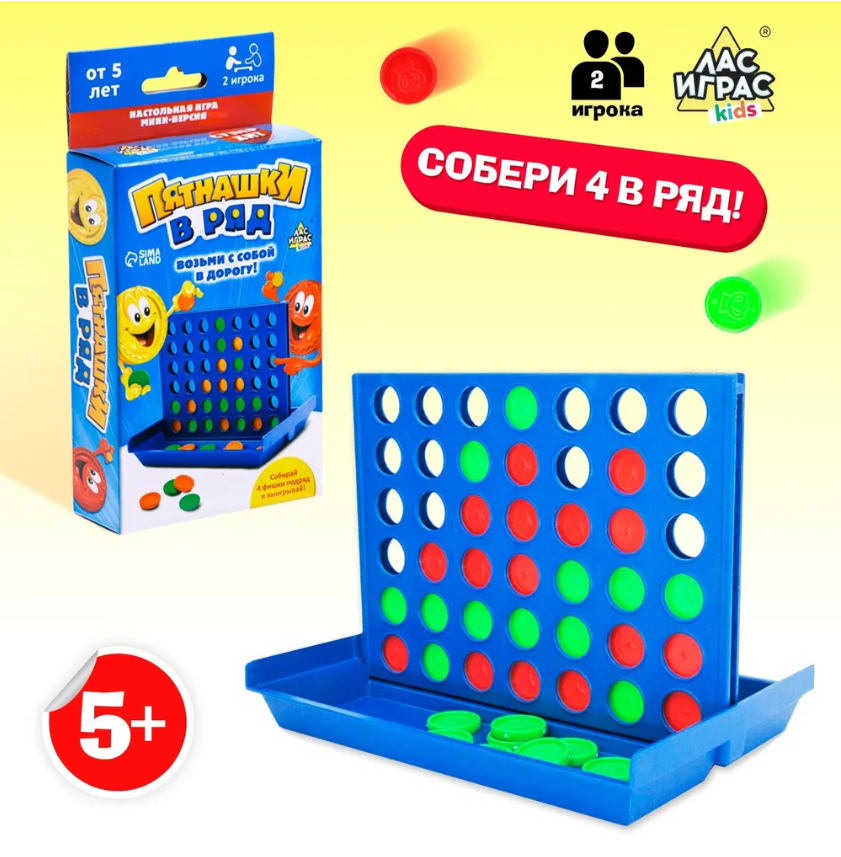 от 5
лет
2 игрока
НАСТОЛЬНАЯ ИГРА
МИНИ-ВЕРСИЯ
ПЯТНАШКИ
В РЯД
SIMA
LAND
ЛАС
ИГРАС
kids
ВОЗЬМИ С СОБОЙ
В ДОРОГУ!
ПЯТНАШКИ
В РЯД
Собирай
4 фишки подряд
и выигрывай!
2
игрока
®
ЛАС
ИГРАС
kids
СОБЕРИ 4 В РЯД!
5+